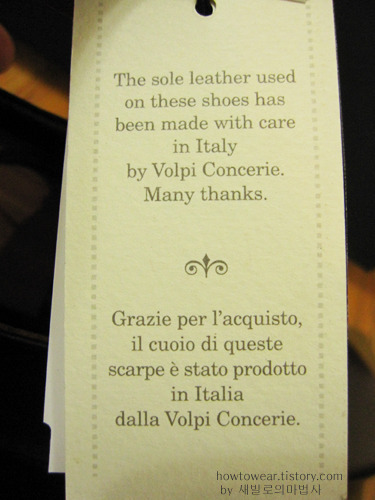 The sole leather used
on these shoes has
been made with care
in Italy
by Volpi Concerie.
Many thanks.
Grazie per l'acquisto,
il cuoio di queste
scarpe è stato prodotto
in Italia
dalla Volpi Concerie.
howtowear.tistory.com
by 새빌로의마법사